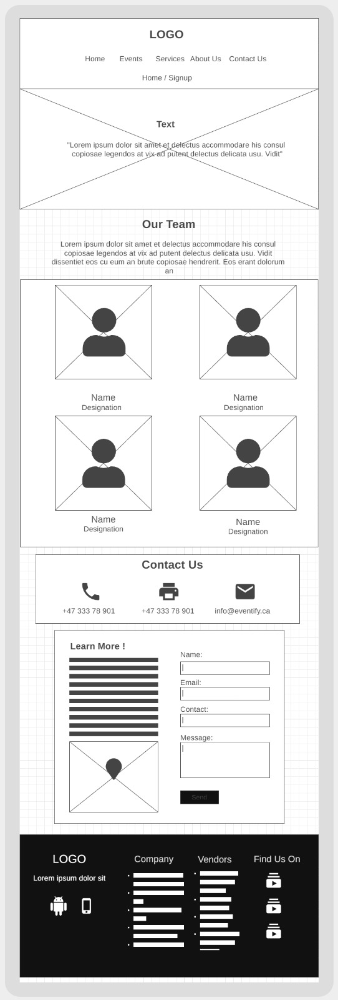 LOGO
Home Events Services About Us Contact Us
Home / Signup
Text
"Lorem ipsum dolor sit amet et delectus accommodare his consul
copiosae legendos at vix ad putent delectus delicata usu. Vidit"
Our Team
Lorem ipsum dolor sit amet et delectus accommodare his consul
copiosae legendos at vix ad putent delectus delicata usu. Vidit
dissentiet eos cu eum an brute copiosae hendrerit. Eos erant dolorum
an
Name
Designation
Name
Designation
Name
Designation
Name
Designation
Contact Us
+47 333 78 901
+47 333 78 901
info@eventify.ca
Learn More !
Name:
Email:
Contact:
Message:
Send
LOGO
Lorem ipsum dolor sit
Company
Vendors
Find Us On